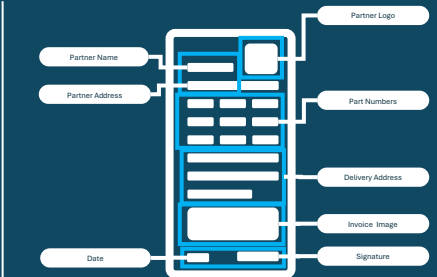 Partner Logo
Partner Name
Partner Address
Part Numbers
Delivery Address
Invoice Image
Date
Signature